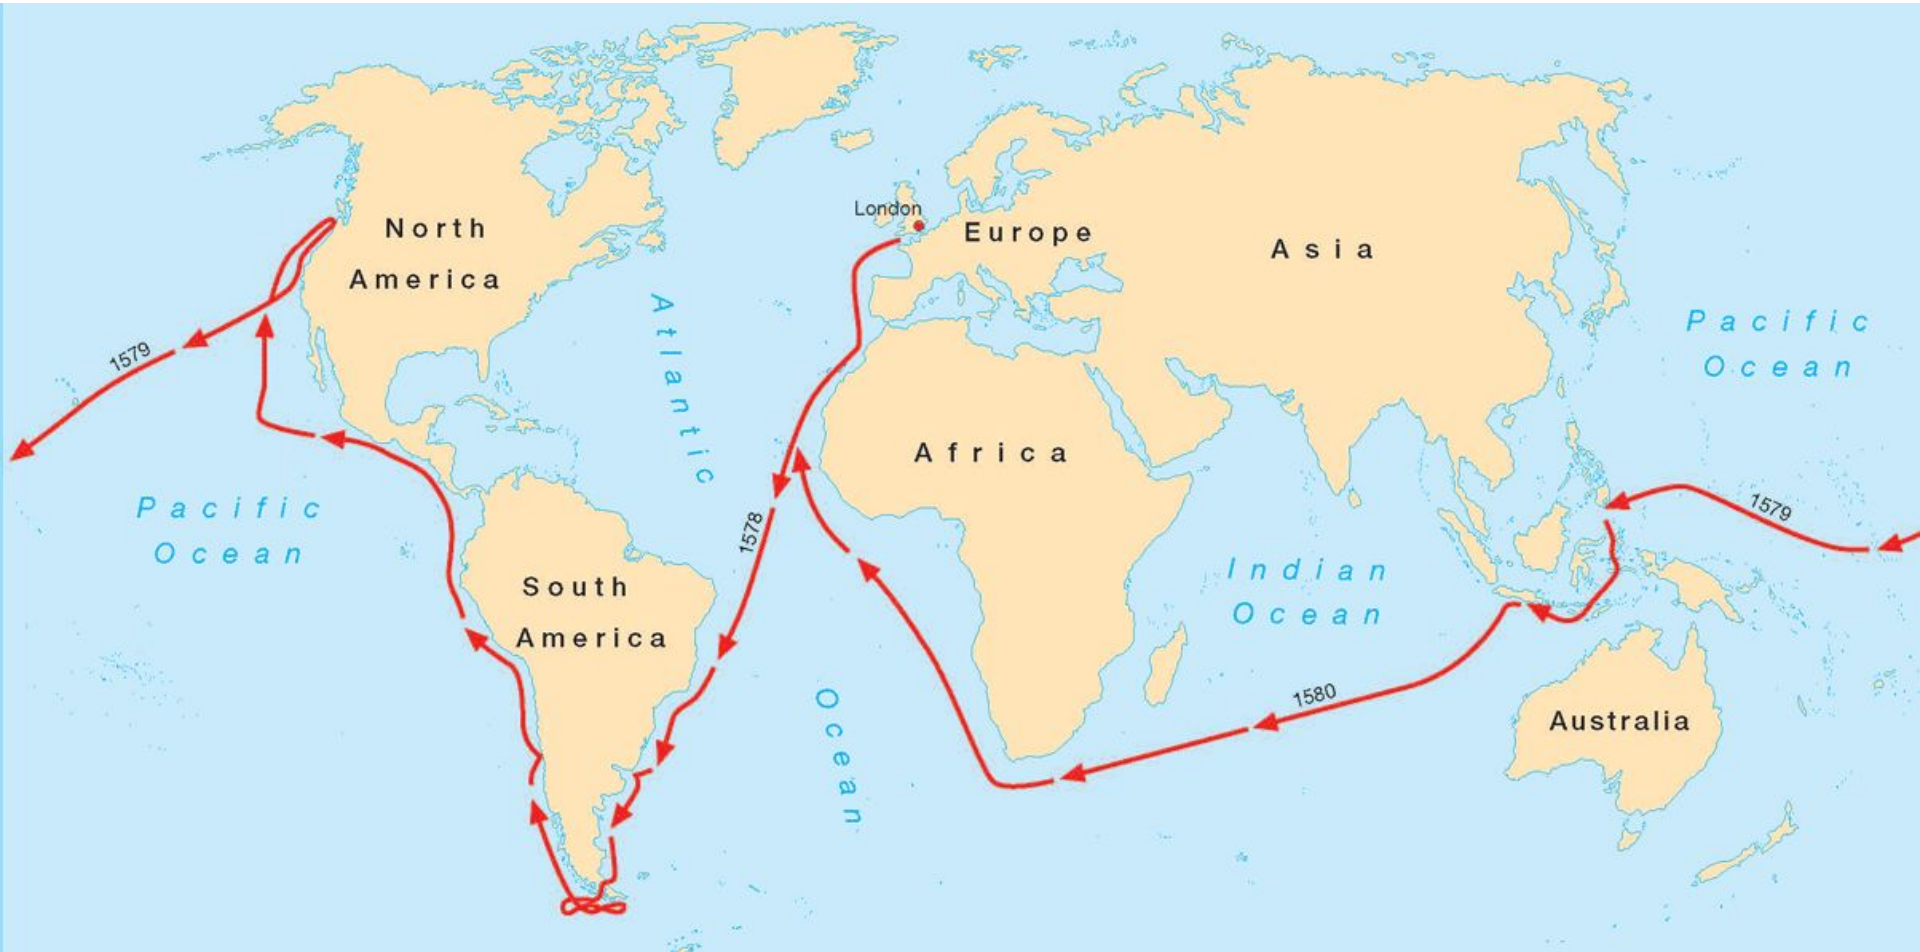 London
North
America
Europe
Asia
Atlantic
Pacific
Ocean
1579
Africa
Pacific
Ocean
1579
1578
South
America
Indian
Ocean
Ocean
1580
Australia